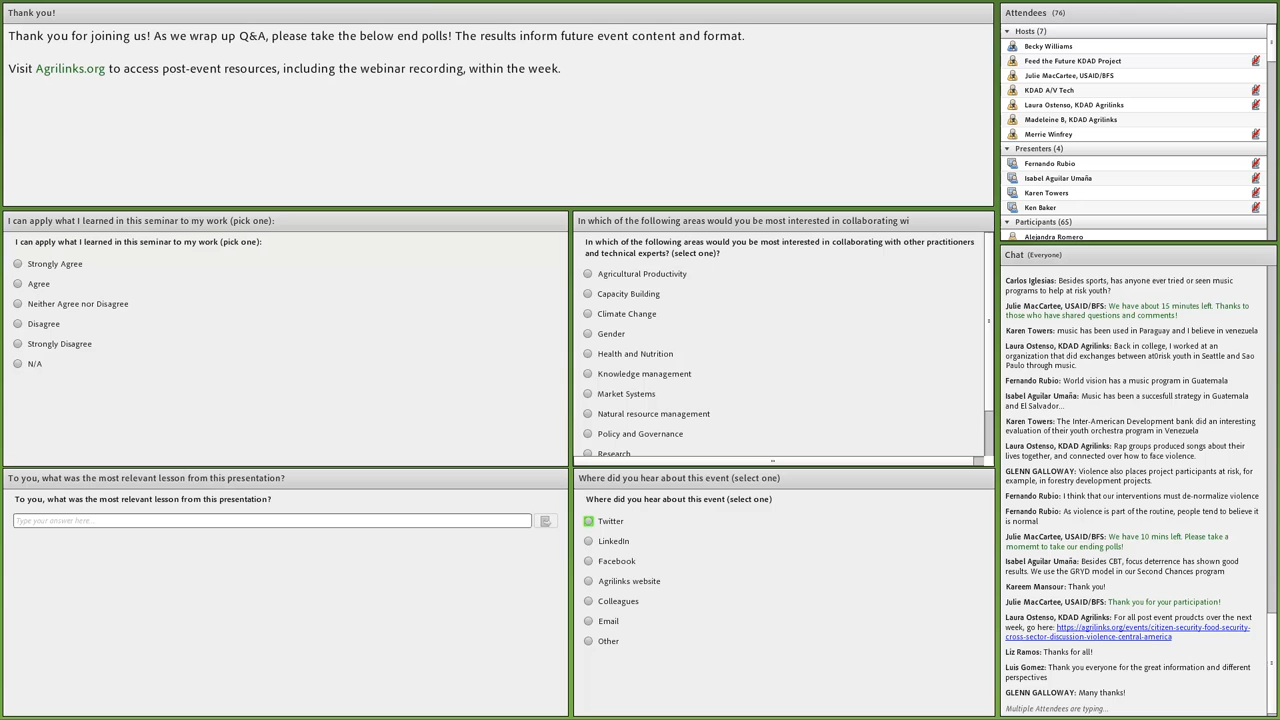 Thank you!
Thank you for joining us! As we wrap up Q&A, please take the below end polls! The results inform future event content and format.
Visit Agrilinks.org to access post-event resources, including the webinar recording, within the week.
I can apply what I learned in this seminar to my work (pick one):
I can apply what I learned in this seminar to my work (pick one):
Strongly Agree
Agree
Neither Agree nor Disagree
Disagree
Strongly Disagree
N/A
In which of the following areas would you be most interested in collaborating wi
In which of the following areas would you be most interested in collaborating with other practitioners
and technical experts? (select one)?
Agricultural Productivity
Capacity Building
Climate Change
Gender
Health and Nutrition
Knowledge management
Market Systems
Natural resource management
Policy and Governance
Research
To you, what was the most relevant lesson from this presentation?
To you, what was the most relevant lesson from this presentation?
Type your answer here...
Where did you hear about this event (select one)
Where did you hear about this event (select one)
Twitter
LinkedIn
Facebook
Agrilinks website
Colleagues
Email
Other
Attendees (76)
Hosts (7)
Becky Williams
Feed the Future KDAD Project
Julie MacCartee, USAID/BFS
KDAD A/V Tech
Laura Ostenso, KDAD Agrilinks
Madeleine B, KDAD Agrilinks
Merrie Winfrey
Presenters (4)
Fernando Rubio
Isabel Aguilar Umaña
Karen Towers
Ken Baker
Participants (65)
Alejandra Romero
Chat (Everyone)
Carlos Iglesias: Besides sports, has anyone ever tried or seen music
programs to help at risk youth?
Julie MacCartee, USAID/BFS: We have about 15 minutes left. Thanks to
those who have shared questions and comments!
Karen Towers: music has been used in Paraguay and I believe in venezuela
Laura Ostenso, KDAD Agrilinks: Back in college, I worked at an
organization that did exchanges between at0risk youth in Seattle and Sao
Paulo through music.
Fernando Rubio: World vision has a music program in Guatemala
Isabel Aguilar Umaña: Music has been a succesfull strategy in Guatemala
and El Salvador...
Karen Towers: The Inter-American Development bank did an interesting
evaluation of their youth orchestra program in Venezuela
Laura Ostenso, KDAD Agrilinks: Rap groups produced songs about their
lives together, and connected over how to face violence.
GLENN GALLOWAY: Violence also places project participants at risk, for
example, in forestry development projects.
Fernando Rubio: I think that our interventions must de-normalize violence
Fernando Rubio: As violence is part of the routine, people tend to believe it
is normal
Julie MacCartee, USAID/BFS: We have 10 mins left. Please take a
momemt to take our ending polls!
Isabel Aguilar Umaña: Besides CBT, focus deterrence has shown good
results. We use the GRYD model in our Second Chances program
Kareem Mansour: Thank you!
Julie MacCartee, USAID/BFS: Thank you for your participation!
Laura Ostenso, KDAD Agrilinks: For all post event proudcts over the next
week, go here: https://agrilinks.org/events/citizen-security-food-security-
cross-sector-discussion-violence-central-america
Liz Ramos: Thanks for all!
Luis Gomez: Thank you everyone for the great information and different
perspectives
GLENN GALLOWAY: Many thanks!
Multiple Attendees are typing...